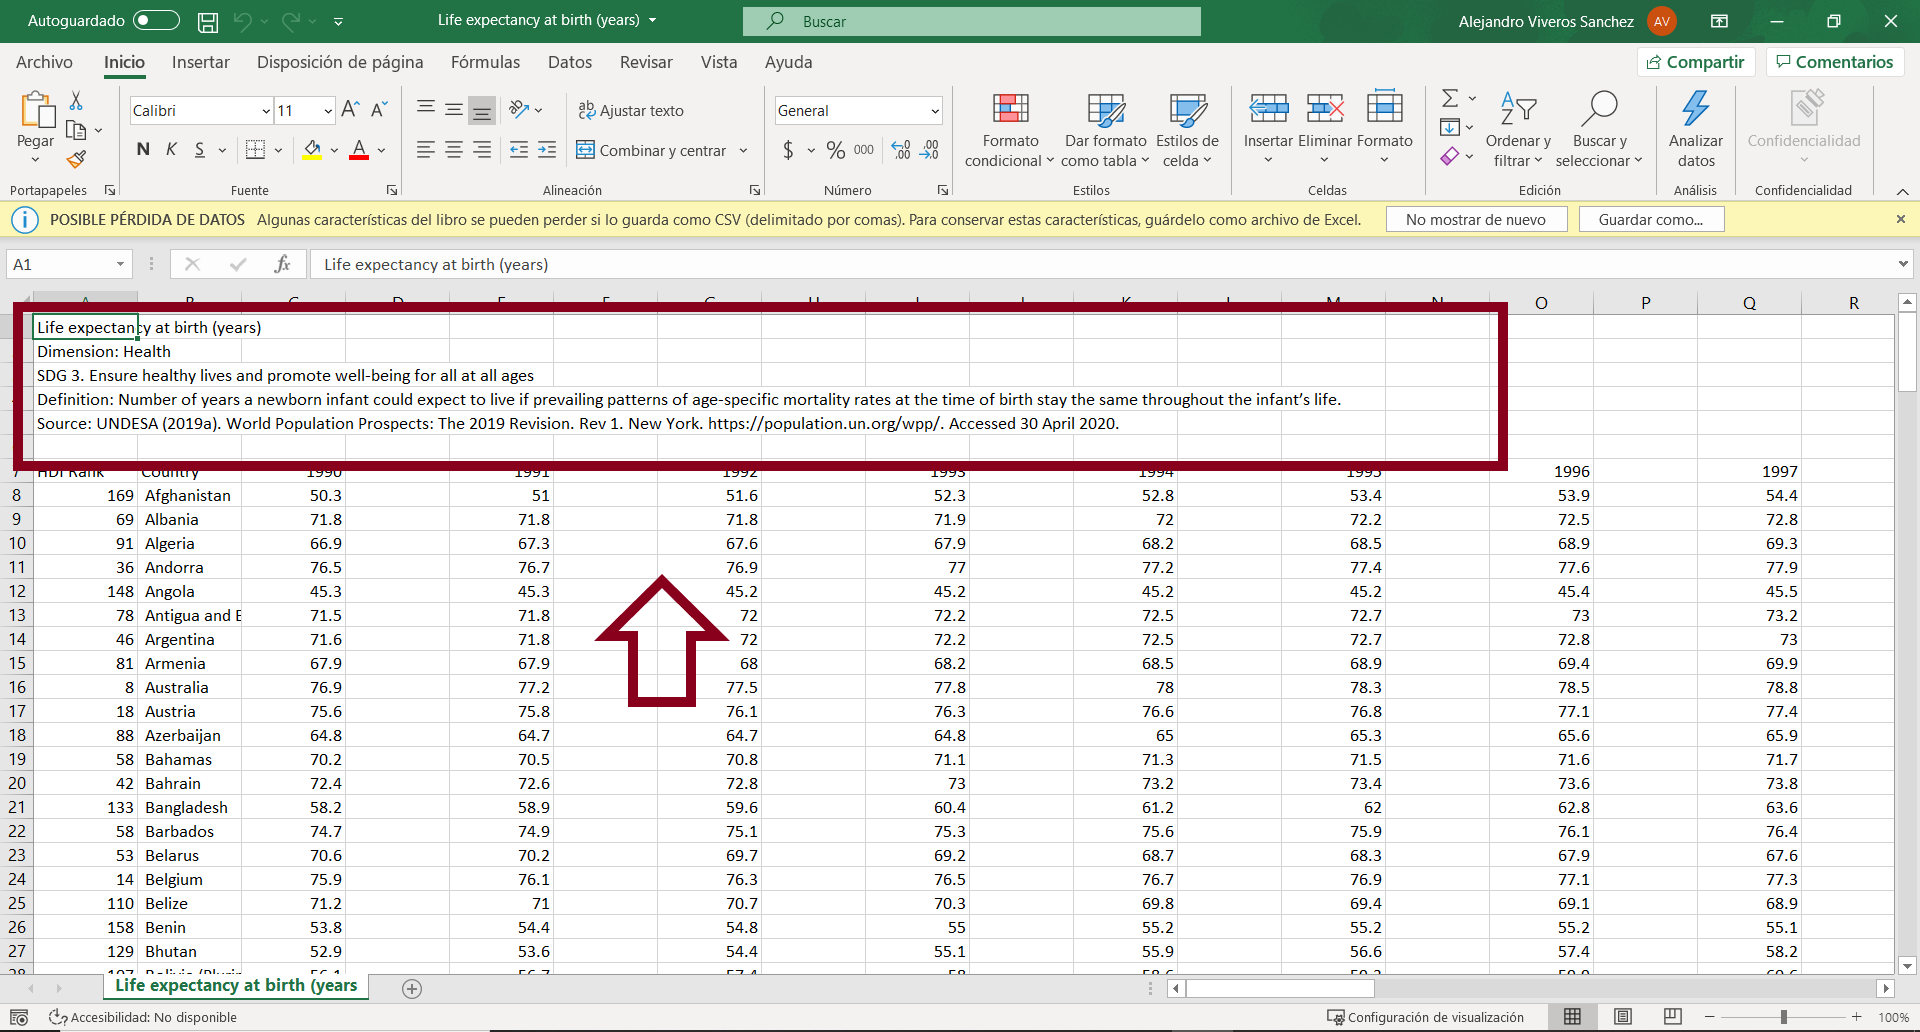 Autoguardado
Life expectancy at birth (years)
Buscar
Alejandro Viveros Sanchez
AV
Archivo Inicio Insertar Disposición de página Fórmulas Datos Revisar Vista Ayuda
Compartir Comentarios
Pegar
Portapapeles
Calibri 11
N K S
Fuente
Ajustar texto
Combinar y centrar
Alineación
General
$ % 000
Número
Formato condicional
Dar formato como tabla
Estilos de celda
Estilos
Insertar Eliminar Formato
Celdas
Ordenar y filtrar
Buscar y seleccionar
Edición
Analizar datos
Análisis
Confidencialidad
Confidencialidad
POSIBLE PÉRDIDA DE DATOS Algunas características del libro se pueden perder si lo guarda como CSV (delimitado por comas). Para conservar estas características, guárdelo como archivo de Excel.
No mostrar de nuevo
Guardar como...
A1
fx
Life expectancy at birth (years)
O P Q R
Life expectancy at birth (years)
Dimension: Health
SDG 3. Ensure healthy lives and promote well-being for all at all ages
Definition: Number of years a newborn infant could expect to live if prevailing patterns of age-specific mortality rates at the time of birth stay the same throughout the infant’s life.
Source: UNDESA (2019a). World Population Prospects: The 2019 Revision. Rev 1. New York. https://population.un.org/wpp/. Accessed 30 April 2020.
7 HDI Rank Country 1990 1991 1992 1993 1994 1995 1996 1997
8 169 Afghanistan 50.3 51 51.6 52.3 52.8 53.4 53.9 54.4
9 69 Albania 71.8 71.8 71.8 71.9 72 72.2 72.5 72.8
10 91 Algeria 66.9 67.3 67.6 67.9 68.2 68.5 68.9 69.3
11 36 Andorra 76.5 76.7 76.9 77 77.2 77.4 77.6 77.9
12 148 Angola 45.3 45.3 45.2 45.2 45.2 45.2 45.4 45.5
13 78 Antigua and 71.5 71.8 72 72.2 72.5 72.7 73 73.2
14 46 Argentina 71.6 71.8 72 72.2 72.5 72.7 72.8 73
15 81 Armenia 67.9 67.9 68 68.2 68.5 68.9 69.4 69.9
16 8 Australia 76.9 77.2 77.5 77.8 78 78.3 78.5 78.8
17 18 Austria 75.6 75.8 76.1 76.3 76.6 76.8 77.1 77.4
18 88 Azerbaijan 64.8 64.7 64.7 64.8 65 65.3 65.6 65.9
19 58 Bahamas 70.2 70.5 70.8 71.1 71.3 71.5 71.6 71.7
20 42 Bahrain 72.4 72.6 72.8 73 73.2 73.4 73.6 73.8
21 133 Bangladesh 58.2 58.9 59.6 60.4 61.2 62 62.8 63.6
22 58 Barbados 74.7 74.9 75.1 75.3 75.6 75.9 76.1 76.4
23 53 Belarus 70.6 70.2 69.7 69.2 68.7 68.3 67.9 67.6
24 14 Belgium 75.9 76.1 76.3 76.5 76.7 76.9 77.1 77.3
25 110 Belize 71.2 71 70.7 70.3 69.8 69.4 69.1 68.9
26 158 Benin 53.8 54.4 54.8 55 55.2 55.2 55.2 55.1
27 129 Bhutan 52.9 53.6 54.4 55.1 55.9 56.6 57.4 58.2
Life expectancy at birth (years
Accesibilidad: No disponible
Configuración de visualización
100%